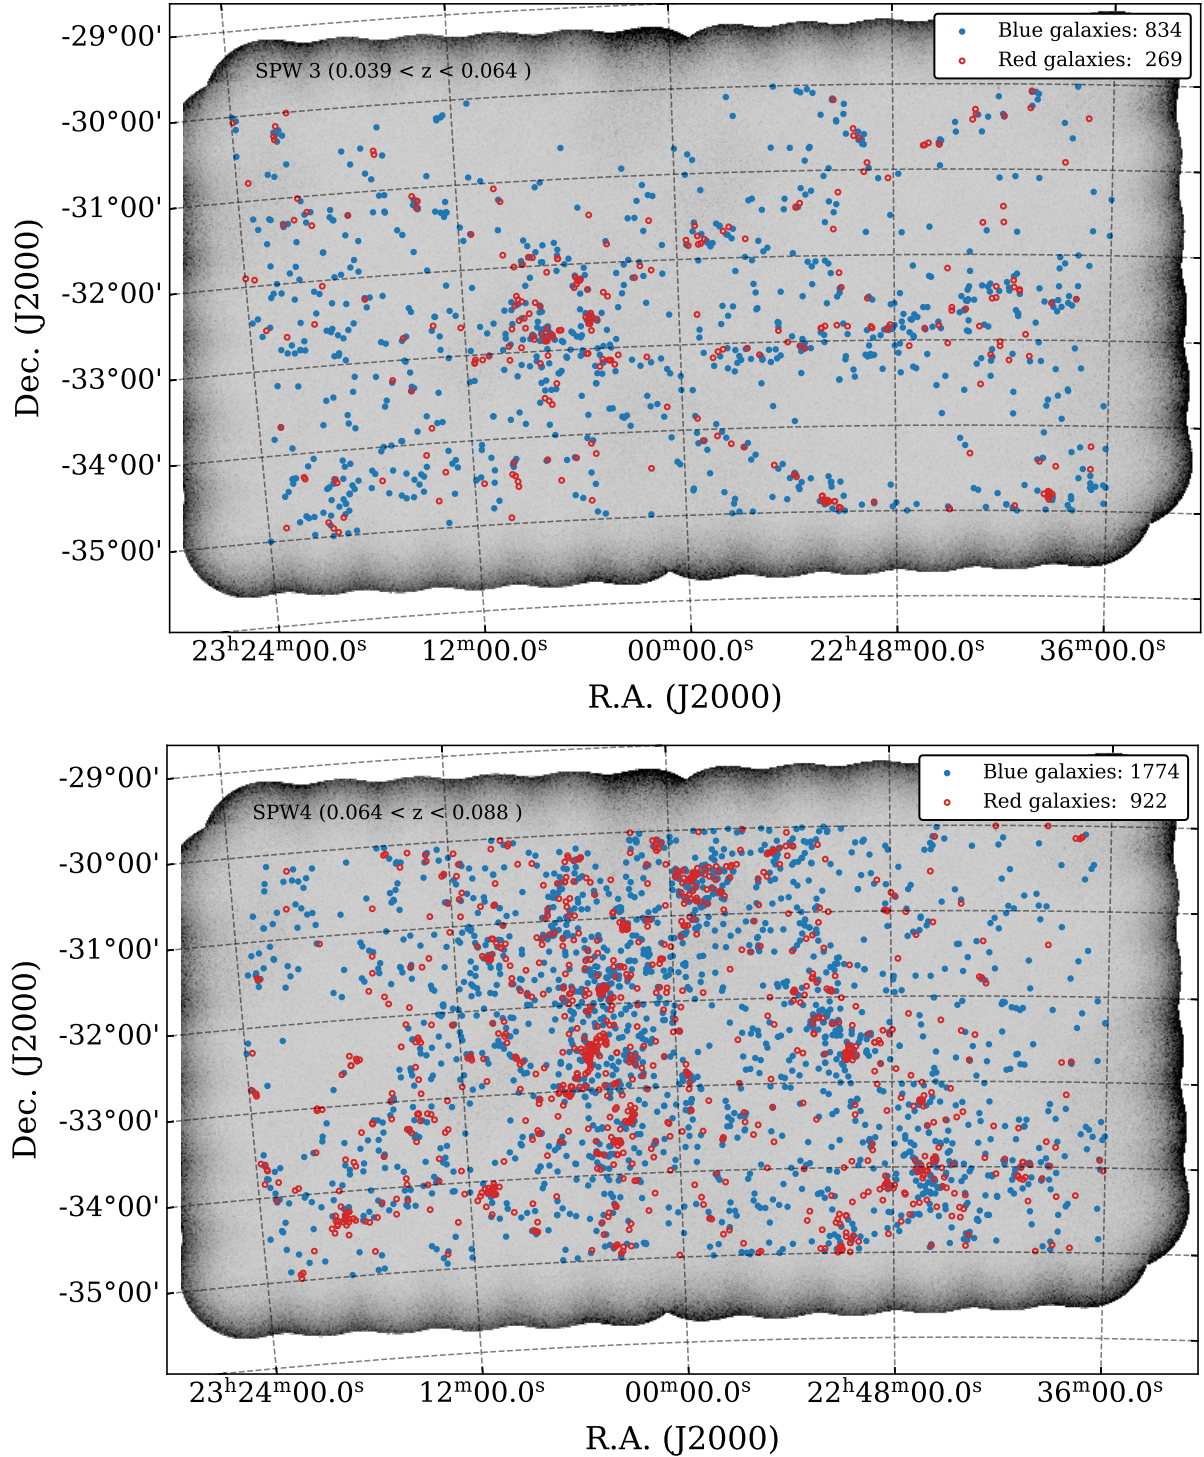 Blue galaxies: 834
Red galaxies: 269
SPW 3 (0.039 < z < 0.064 )
-29°00'
-30°00'
-31°00'
-32°00'
-33°00'
-34°00'
-35°00'
Dec. (J2000)
23ʰ24ᵐ00.0ˢ 12ᵐ00.0ˢ 00ᵐ00.0ˢ 22ʰ48ᵐ00.0ˢ 36ᵐ00.0ˢ
R.A. (J2000)
Blue galaxies: 1774
Red galaxies: 922
SPW4 (0.064 < z < 0.088 )
-29°00'
-30°00'
-31°00'
-32°00'
-33°00'
-34°00'
-35°00'
Dec. (J2000)
23ʰ24ᵐ00.0ˢ 12ᵐ00.0ˢ 00ᵐ00.0ˢ 22ʰ48ᵐ00.0ˢ 36ᵐ00.0ˢ
R.A. (J2000)